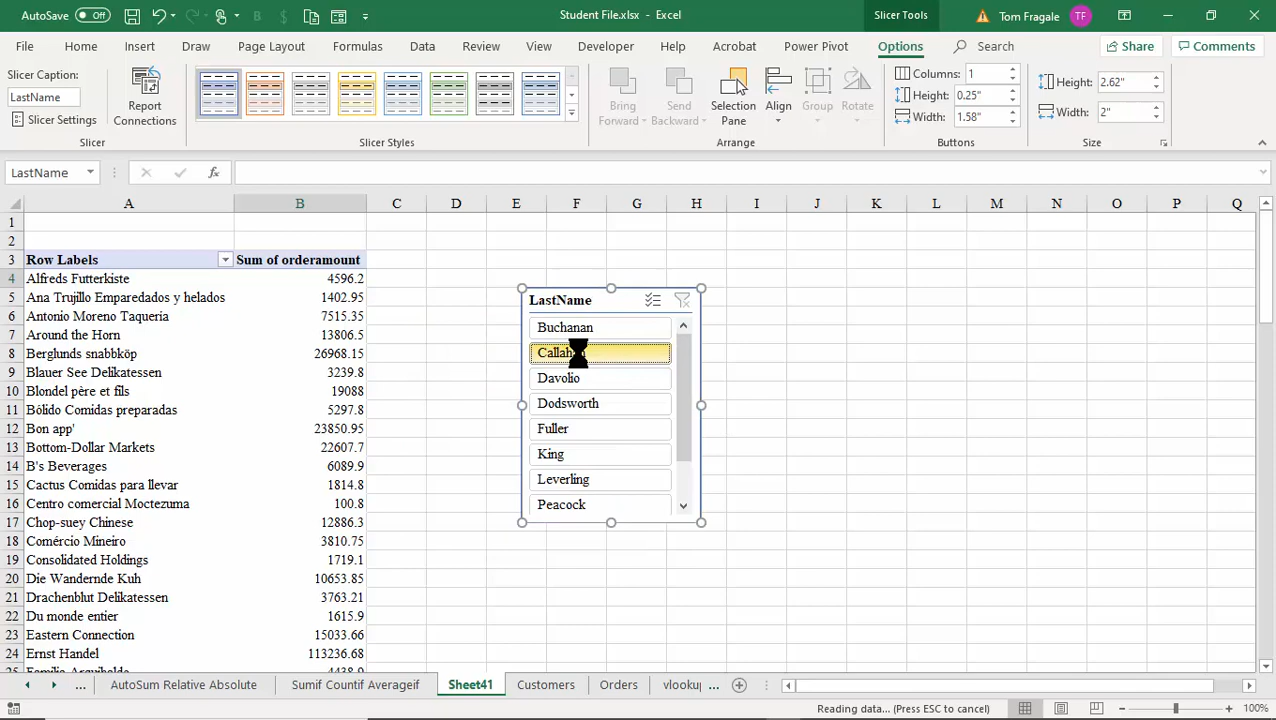 AutoSave Off Student File.xlsx - Excel Slicer Tools Tom Fragale TF
File Home Insert Draw Page Layout Formulas Data Review View Developer Help Acrobat Power Pivot Options Search Share Comments
Slicer Caption:
LastName
Slicer Settings
Report Connections
Bring Forward
Send Backward
Selection Pane
Align
Group
Rotate
Columns: 1
Height: 0.25"
Width: 1.58"
Height: 2.62"
Width: 2"
Slicer Slicer Styles Arrange Buttons Size
LastName fx
A B C D E F G H I J K L M N O P Q
1
2
3 Row Labels Sum of orderamount
4 Alfreds Futterkiste 4596.2
5 Ana Trujillo Emparedados y helados 1402.95
6 Antonio Moreno Taquería 7515.35
7 Around the Horn 13806.5
8 Berglunds snabbköp 26968.15
9 Blauer See Delikatessen 3239.8
10 Blondel père et fils 19088
11 Bólido Comidas preparadas 5297.8
12 Bon app' 23850.95
13 Bottom-Dollar Markets 22607.7
14 B's Beverages 6089.9
15 Cactus Comidas para llevar 1814.8
16 Centro comercial Moctezuma 100.8
17 Chop-suey Chinese 12886.3
18 Comércio Mineiro 3810.75
19 Consolidated Holdings 1719.1
20 Die Wandernde Kuh 10653.85
21 Drachenblut Delikatessen 3763.21
22 Du monde entier 1615.9
23 Eastern Connection 15033.66
24 Ernst Handel 113236.68
25 Familia Arquibaldo 4438.9
LastName
Buchanan
Davolio
Dodsworth
Fuller
King
Leverling
Peacock
... AutoSum Relative Absolute Sumif Countif Averageif Sheet41 Customers Orders vlookup ...
Reading data... (Press ESC to cancel) 100%